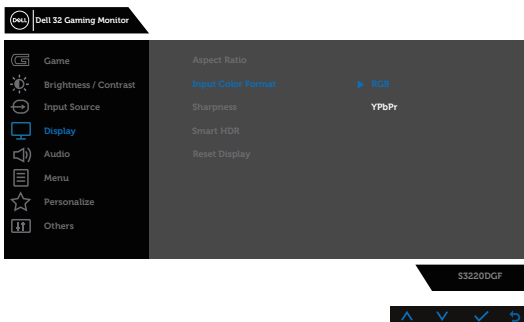 DELL Dell 32 Gaming Monitor
Game
Aspect Ratio
Brightness / Contrast
Input Color Format
RGB
Input Source
Sharpness
YPbPr
Display
Smart HDR
Audio
Reset Display
Menu
Personalize
Others
S3220DGF